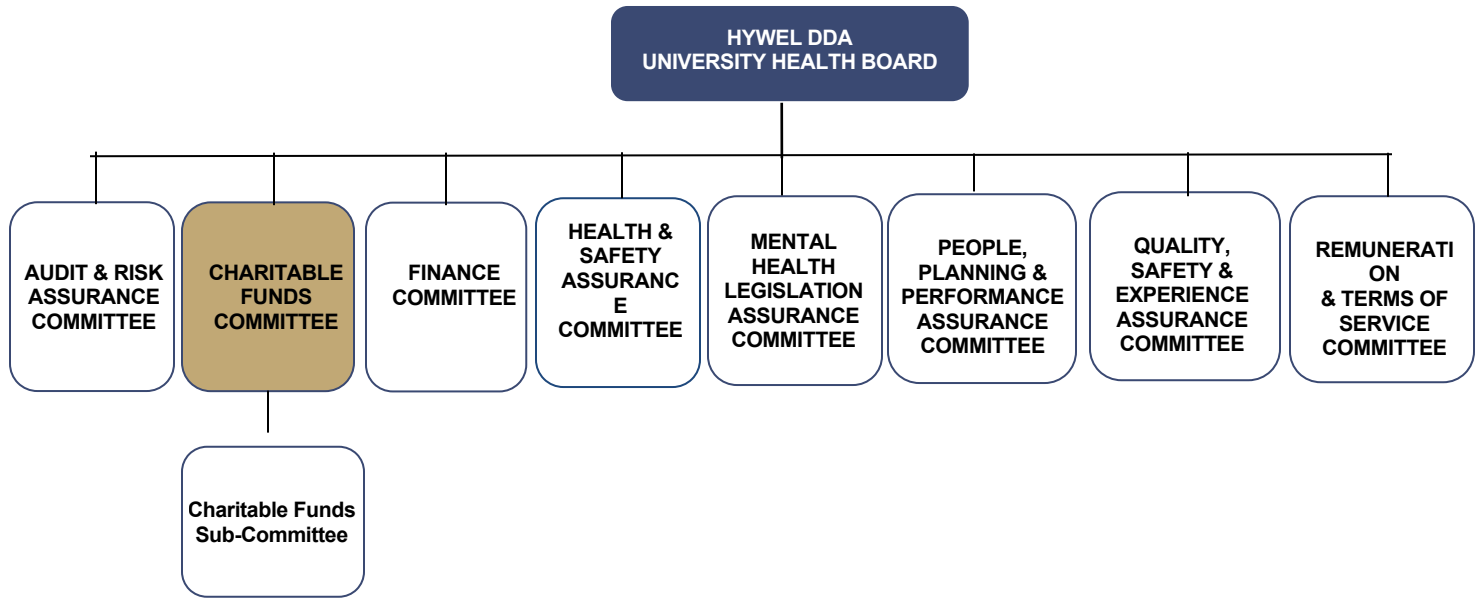 HYWEL DDA
UNIVERSITY HEALTH BOARD
AUDIT & RISK
ASSURANCE
COMMITTEE
CHARITABLE
FUNDS
COMMITTEE
FINANCE
COMMITTEE
HEALTH &
SAFETY
ASSURANC
E
COMMITTEE
MENTAL
HEALTH
LEGISLATION
ASSURANCE
COMMITTEE
PEOPLE,
PLANNING &
PERFORMANCE
ASSURANCE
COMMITTEE
QUALITY,
SAFETY &
EXPERIENCE
ASSURANCE
COMMITTEE
REMUNERATI
ON
& TERMS OF
SERVICE
COMMITTEE
Charitable Funds
Sub-Committee